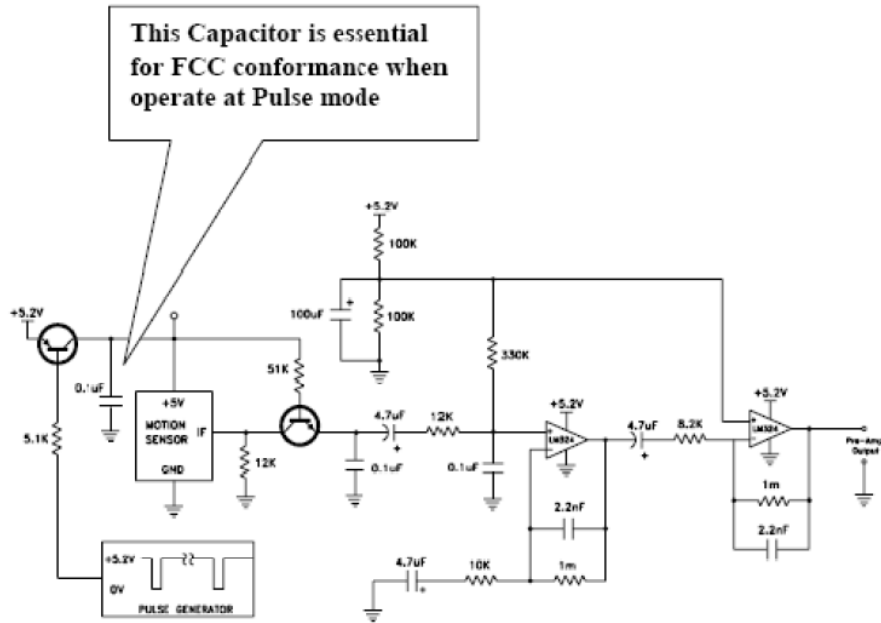 This Capacitor is essential
for FCC conformance when
operate at Pulse mode
+5.2V
100K
100uF
+
100K
330K
+5.2V
0.1uF
5.1K
+5V
MOTION
SENSOR
IF
GND
51K
12K
4.7uF
+
12K
0.1uF
0.1uF
+5.2V
+
-
LM324
4.7uF
+
8.2K
+5.2V
+
-
LM324
Pre-Amp
Output
1m
2.2nF
2.2nF
4.7uF
+
10K
1m
+5.2V
0V
PULSE GENERATOR